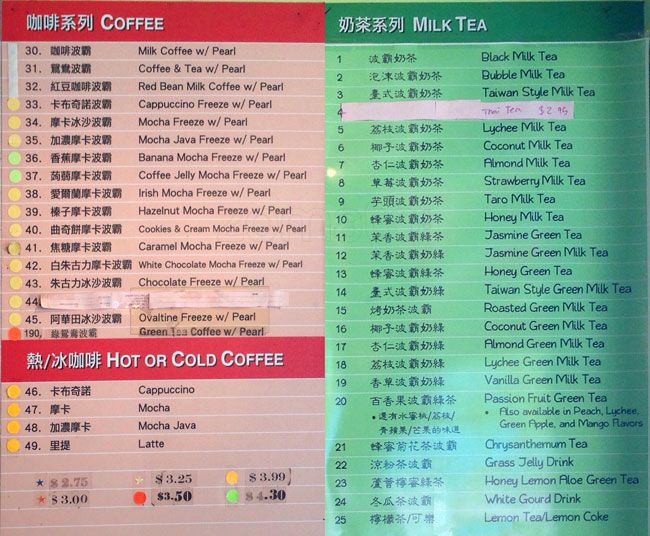 咖啡系列 COFFEE
30. 咖啡波霸 Milk Coffee w/ Pearl
31. 鴛鴦波霸 Coffee & Tea w/ Pearl
32. 紅豆咖啡波霸 Red Bean Milk Coffee w/ Pearl
33. 卡布奇諾波霸 Cappuccino Freeze w/ Pearl
34. 摩卡冰沙波霸 Mocha Freeze w/ Pearl
35. 加濃摩卡波霸 Mocha Java Freeze w/ Pearl
36. 香蕉摩卡波霸 Banana Mocha Freeze w/ Pearl
37. 蒟蒻摩卡波霸 Coffee Jelly Mocha Freeze w/ Pearl
38. 愛爾蘭摩卡波霸 Irish Mocha Freeze w/ Pearl
39. 榛子摩卡波霸 Hazelnut Mocha Freeze w/ Pearl
40. 曲奇餅摩卡波霸 Cookies & Cream Mocha Freeze w/ Pearl
41. 焦糖摩卡波霸 Caramel Mocha Freeze w/ Pearl
42. 白朱古力摩卡波霸 White Chocolate Mocha Freeze w/ Pearl
43. 朱古力冰沙波霸 Chocolate Freeze w/ Pearl
44.
45. 阿華田冰沙波霸 Ovaltine Freeze w/ Pearl
190. 綠鴛鴦波霸 Green Tea Coffee w/ Pearl
熱/冰咖啡 HOT OR COLD COFFEE
46. 卡布奇諾 Cappuccino
47. 摩卡 Mocha
48. 加濃摩卡 Mocha Java
49. 里提 Latte
$2.75 $3.25 $3.99
$3.00 $3.50 $4.30
奶茶系列 MILK TEA
1 波霸奶茶 Black Milk Tea
2 泡沫波霸奶茶 Bubble Milk Tea
3 臺式波霸奶茶 Taiwan Style Milk Tea
4 Thai Tea $2.95
5 荔枝波霸奶茶 Lychee Milk Tea
6 椰子波霸奶茶 Coconut Milk Tea
7 杏仁波霸奶茶 Almond Milk Tea
8 草莓波霸奶茶 Strawberry Milk Tea
9 芋頭波霸奶茶 Taro Milk Tea
10 蜂蜜波霸奶茶 Honey Milk Tea
11 茉香波霸綠茶 Jasmine Green Tea
12 茉香波霸奶綠 Jasmine Green Milk Tea
13 蜂蜜波霸綠茶 Honey Green Tea
14 臺式波霸奶綠 Taiwan Style Green Milk Tea
15 烤奶茶波霸 Roasted Green Milk Tea
16 椰子波霸奶綠 Coconut Green Milk Tea
17 杏仁波霸奶綠 Almond Green Milk Tea
18 荔枝波霸奶綠 Lychee Green Milk Tea
19 香草波霸奶綠 Vanilla Green Milk Tea
20 百香果波霸綠茶 Passion Fruit Green Tea
• 還有水蜜桃/荔枝/ • Also available in Peach, Lychee,
青蘋果/芒果的味道 Green Apple, and Mango Flavors
21 蜂蜜菊花茶波霸 Chrysanthemum Tea
22 涼粉茶波霸 Grass Jelly Drink
23 蘆薈檸蜜綠茶 Honey Lemon Aloe Green Tea
24 冬瓜茶波霸 White Gourd Drink
25 檸檬茶/可樂 Lemon Tea/Lemon Coke